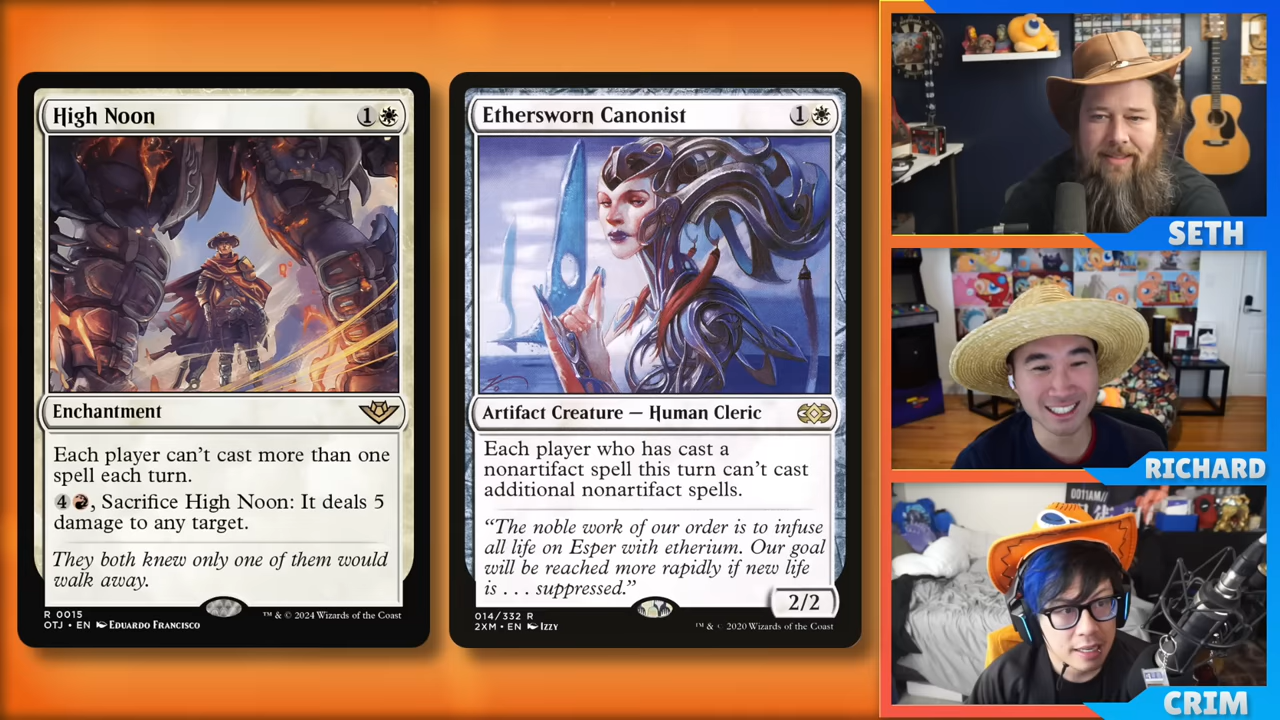 High Noon
1
Enchantment
Each player can't cast more than one
spell each turn.
4, Sacrifice High Noon: It deals 5
damage to any target.
They both knew only one of them would
walk away.
R 0015
OTJ • EN Eduardo Francisco
™ & © 2024 Wizards of the Coast
Ethersworn Canonist
1
Artifact Creature — Human Cleric
Each player who has cast a
nonartifact spell this turn can't cast
additional nonartifact spells.
"The noble work of our order is to infuse
all life on Esper with etherium. Our goal
will be reached more rapidly if new life
is . . . suppressed."
2/2
014/332 R
2XM • EN Izzy
™ & © 2020 Wizards of the Coast
SETH
RICHARD
0011AM//
CRIM